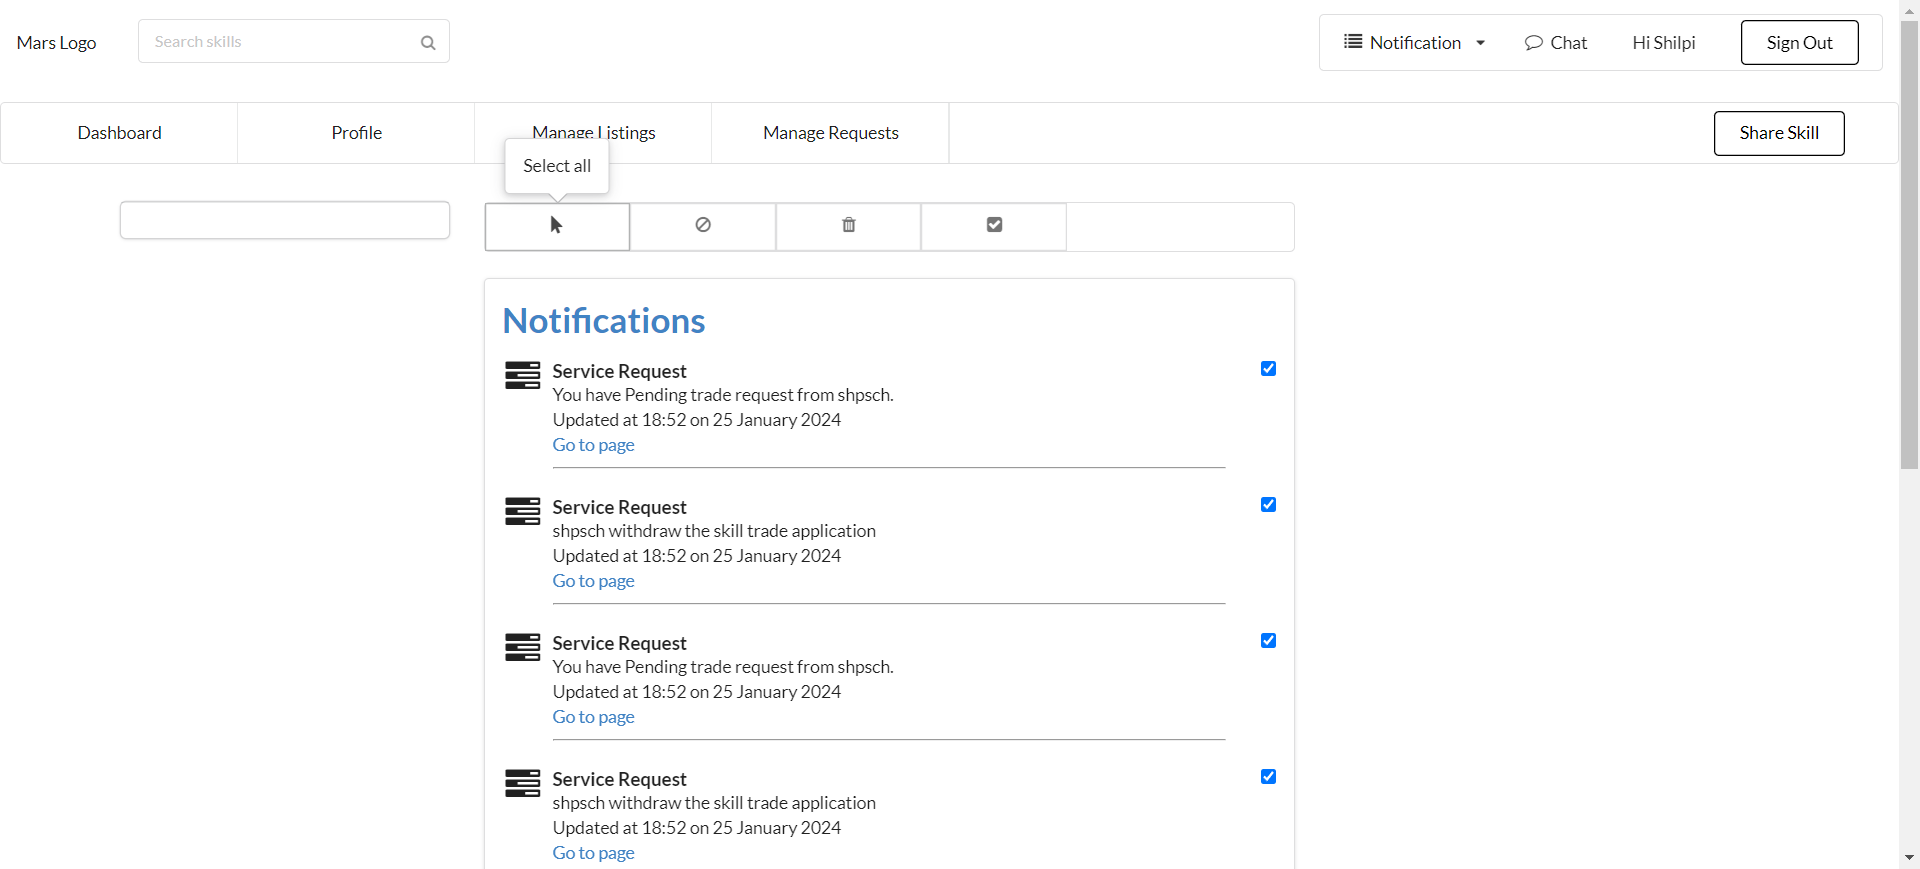 Mars Logo
Search skills
Notification
Chat
Hi Shilpi
Sign Out
Dashboard
Profile
Manage Listings
Manage Requests
Share Skill
Select all
Notifications
Service Request
You have Pending trade request from shpsch.
Updated at 18:52 on 25 January 2024
Go to page
Service Request
shpsch withdraw the skill trade application
Updated at 18:52 on 25 January 2024
Go to page
Service Request
You have Pending trade request from shpsch.
Updated at 18:52 on 25 January 2024
Go to page
Service Request
shpsch withdraw the skill trade application
Updated at 18:52 on 25 January 2024
Go to page